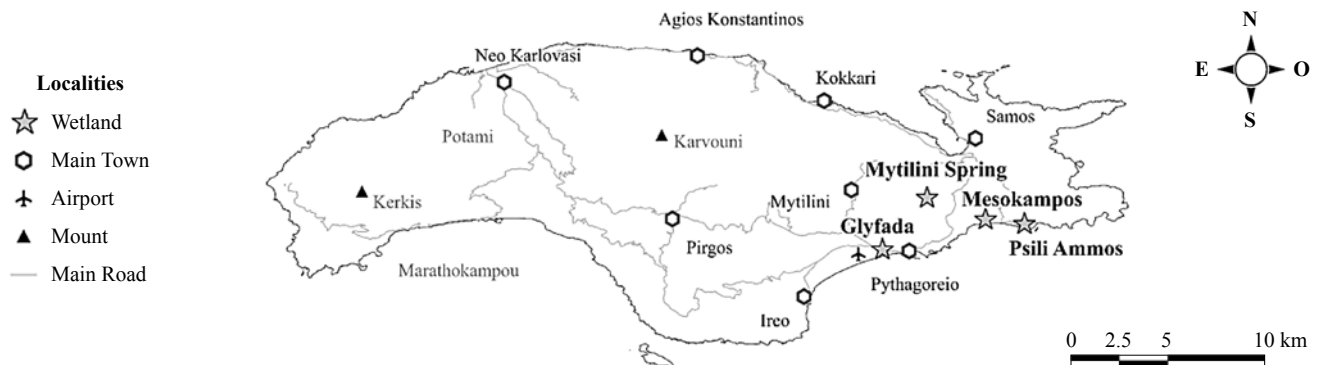 Agios Konstantinos
Neo Karlovasi
Kokkari
Samos
Potami
Karvouni
Mytilini Spring
Kerkis
Mytilini
Mesokampos
Glyfada
Pirgos
Psili Ammos
Marathokampou
Pythagoreio
Ireo
Localities
Wetland
Main Town
Airport
Mount
Main Road
N
E
O
S
0 2.5 5 10 km